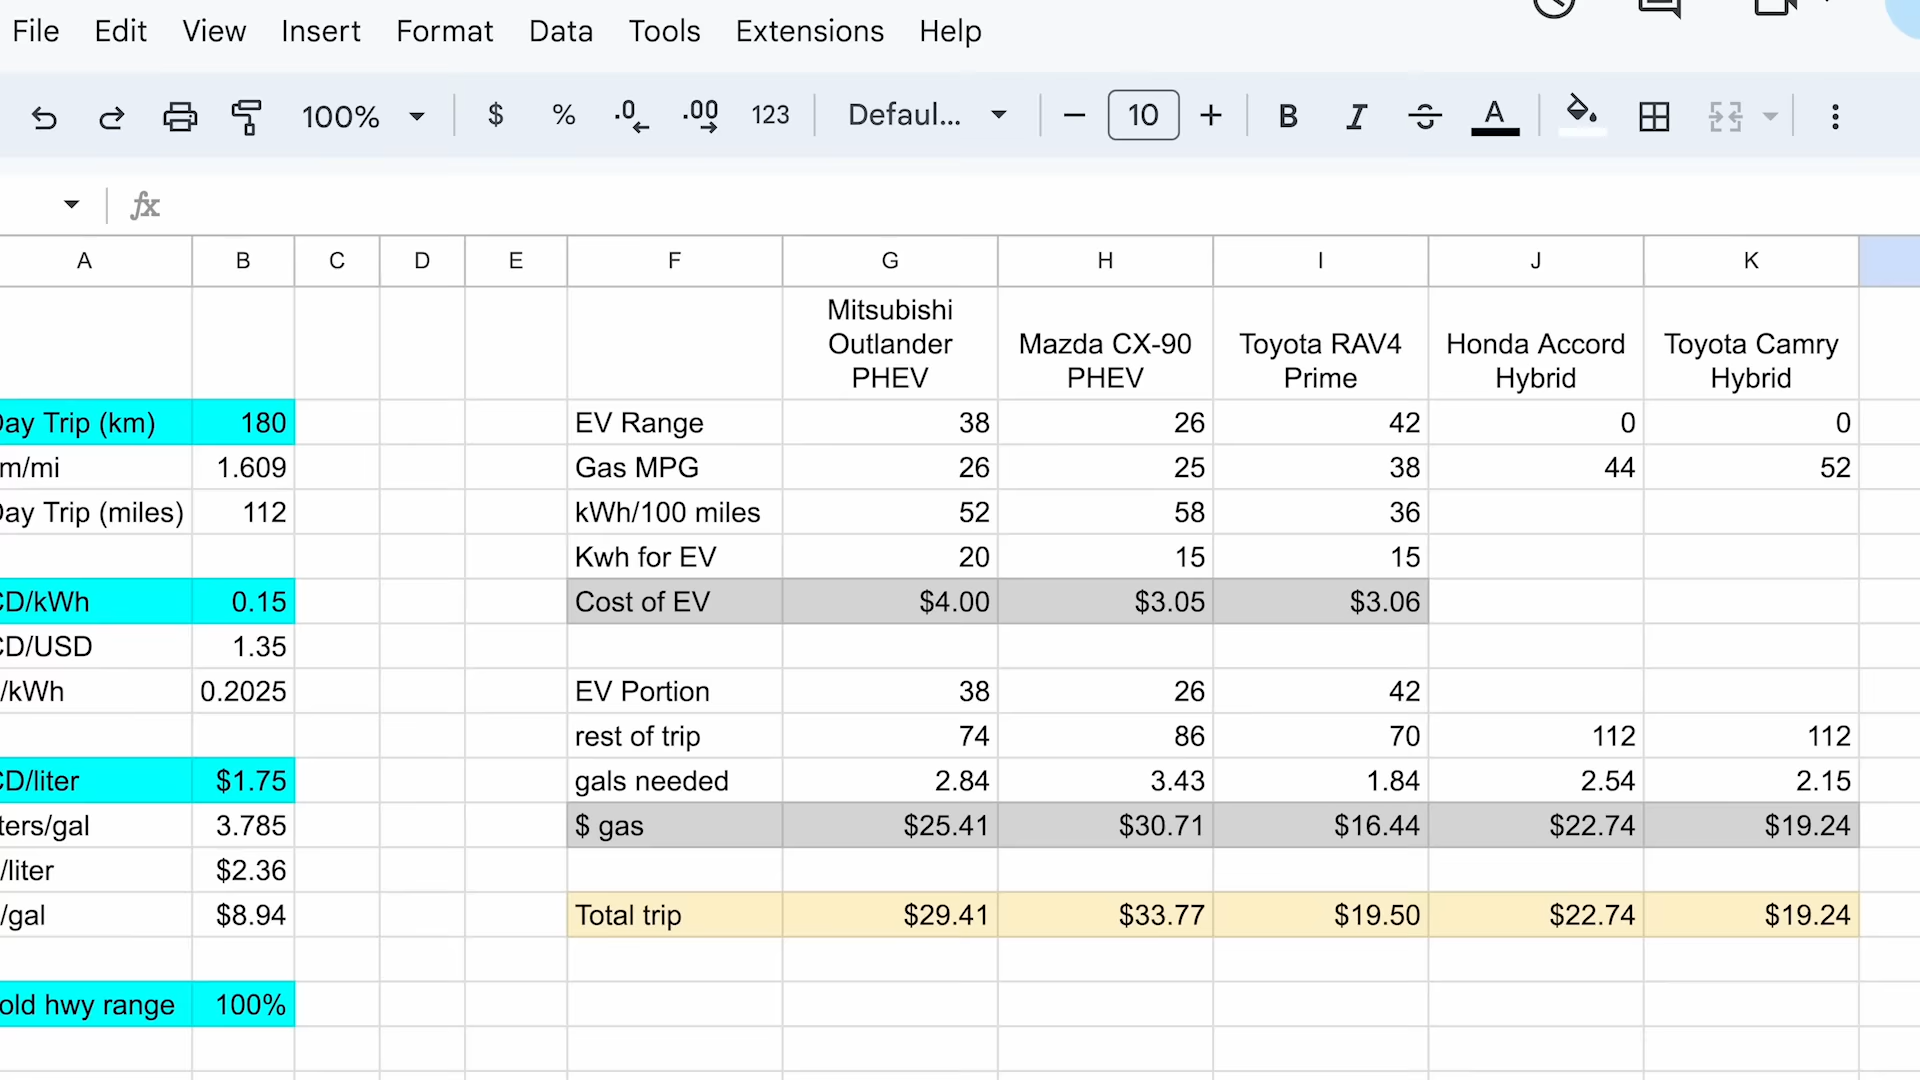 File Edit View Insert Format Data Tools Extensions Help
100% $ % .0 .00 123 Defaul... 10 B I S A
fx
A B C D E F G H I J K
Mitsubishi Outlander PHEV
Mazda CX-90 PHEV
Toyota RAV4 Prime
Honda Accord Hybrid
Toyota Camry Hybrid
Day Trip (km) 180 EV Range 38 26 42 0 0
m/mi 1.609 Gas MPG 26 25 38 44 52
Day Trip (miles) 112 kWh/100 miles 52 58 36
Kwh for EV 20 15 15
CD/kWh 0.15 Cost of EV $4.00 $3.05 $3.06
CD/USD 1.35
/kWh 0.2025 EV Portion 38 26 42
rest of trip 74 86 70 112 112
CD/liter $1.75 gals needed 2.84 3.43 1.84 2.54 2.15
ters/gal 3.785 $ gas $25.41 $30.71 $16.44 $22.74 $19.24
/liter $2.36
/gal $8.94 Total trip $29.41 $33.77 $19.50 $22.74 $19.24
old hwy range 100%